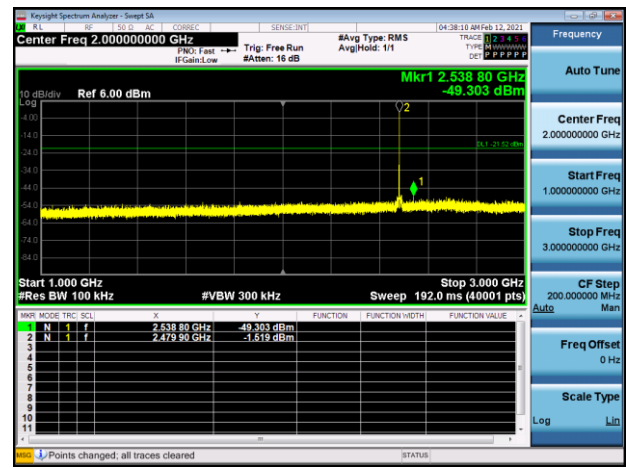 Keysight Spectrum Analyzer - Swept SA
RL RF 50 Ω AC CORREC SENSE:INT 04:38:10 AM Feb 12, 2021
Center Freq 2.000000000 GHz
PNO: Fast
IFGain:Low
Trig: Free Run
#Atten: 16 dB
#Avg Type: RMS
Avg|Hold: 1/1
TRACE 1 2 3 4 5 6
TYPE M W W W W W
DET P P P P P P
Mkr1 2.538 80 GHz
-49.303 dBm
10 dB/div Ref 6.00 dBm
Log
-4.00
-14.0
-24.0
-34.0
-44.0
-54.0
-64.0
-74.0
-84.0
2
DL1 -21.52 dBm
1
Start 1.000 GHz Stop 3.000 GHz
#Res BW 100 kHz #VBW 300 kHz Sweep 192.0 ms (40001 pts)
MKR MODE TRC SCL X Y FUNCTION FUNCTION WIDTH FUNCTION VALUE
1 N 1 f 2.538 80 GHz -49.303 dBm
2 N 1 f 2.479 90 GHz -1.519 dBm
3
4
5
6
7
8
9
10
11
MSG Points changed; all traces cleared STATUS
Frequency
Auto Tune
Center Freq
2.000000000 GHz
Start Freq
1.000000000 GHz
Stop Freq
3.000000000 GHz
CF Step
200.000000 MHz
Auto Man
Freq Offset
0 Hz
Scale Type
Log Lin